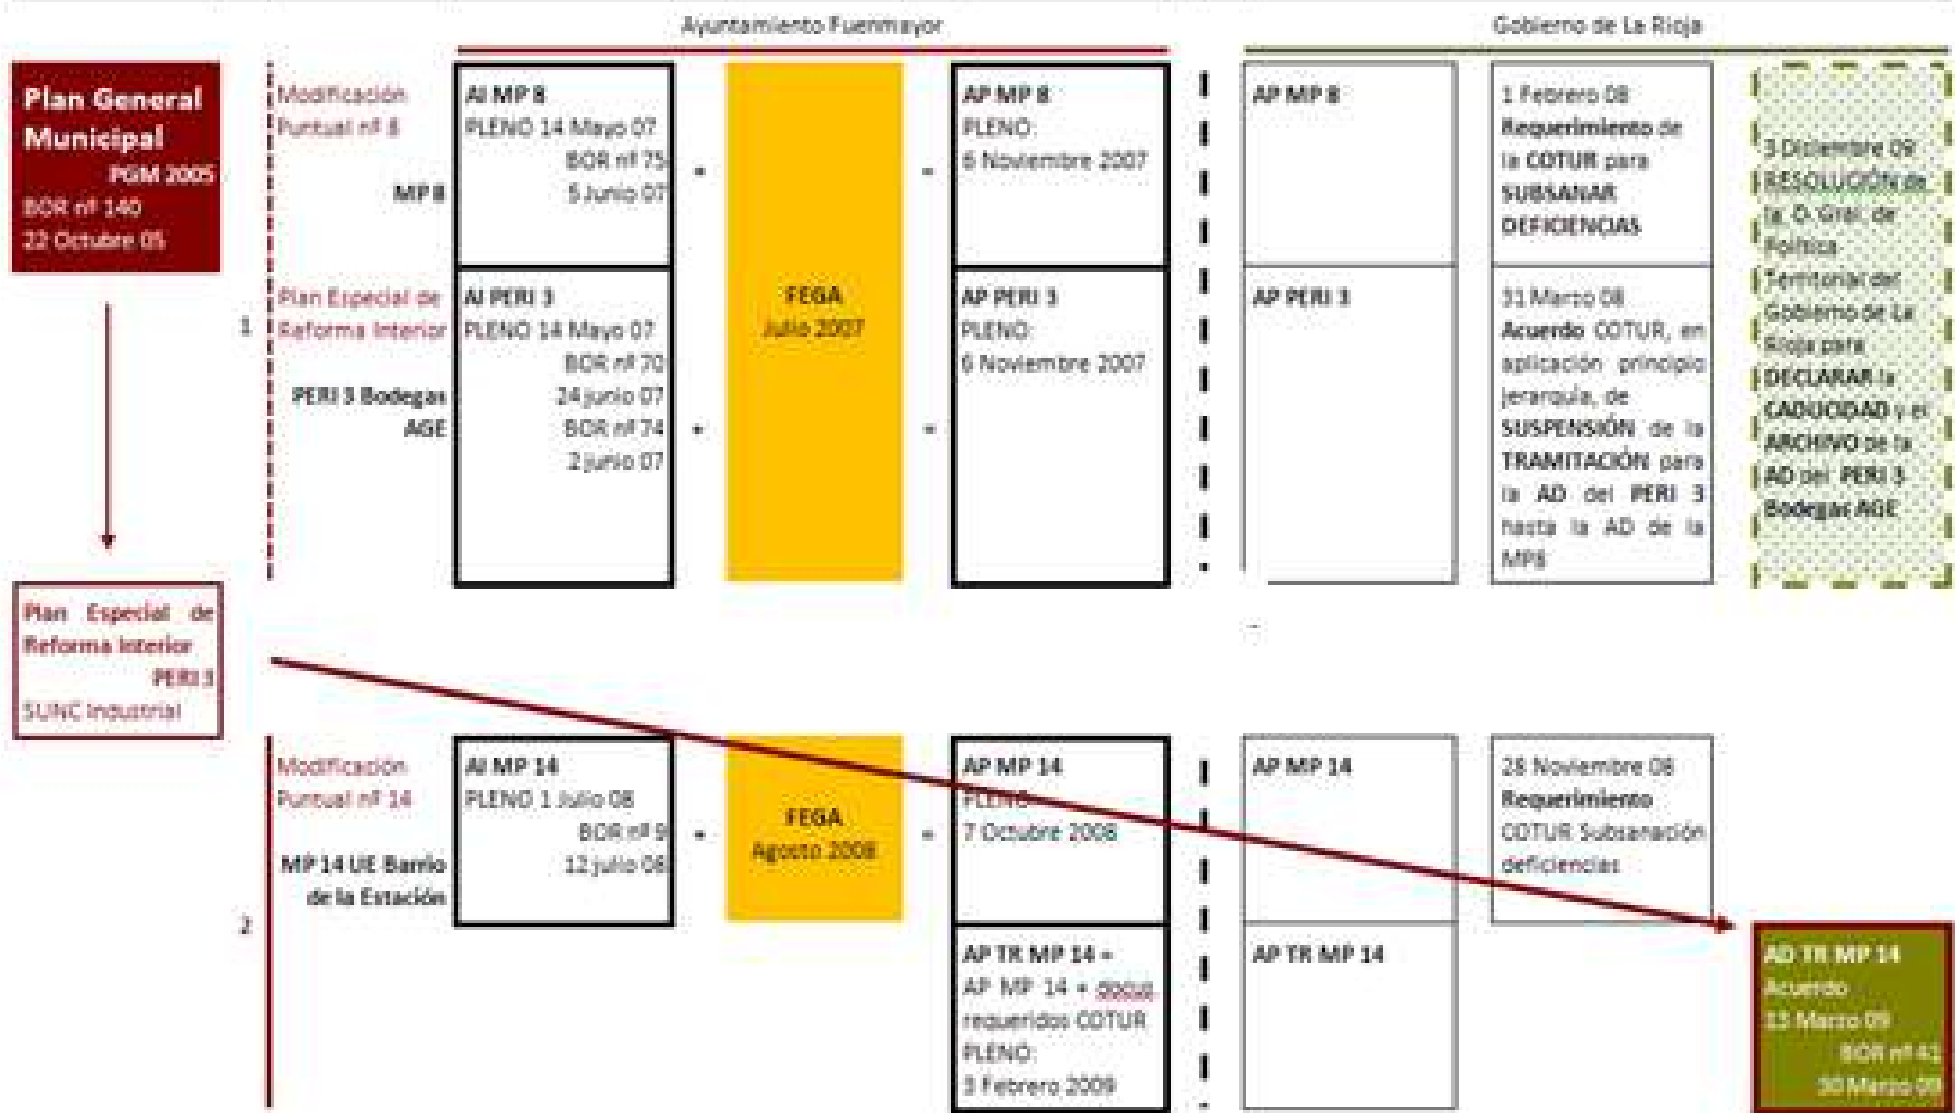 Ayuntamiento Fuenmayor
Gobierno de La Rioja
Plan General
Municipal
PGM 2005
BOR nº 140
22 Octubre 05
Plan Especial de
Reforma Interior
PERI 3
SUNC Industrial
1
Modificación
Puntual nº 8
MP 8
Plan Especial de
Reforma Interior
PERI 3 Bodegas
AGE
AI MP 8
PLENO 14 Mayo 07
BOR nº 75
5 Junio 07
AI PERI 3
PLENO 14 Mayo 07
BOR nº 70
24 junio 07
BOR nº 74
2 junio 07
+
+
FEGA
Julio 2007
=
=
AP MP 8
PLENO:
6 Noviembre 2007
AP PERI 3
PLENO:
6 Noviembre 2007
AP MP 8
AP PERI 3
1 Febrero 08
Requerimiento de
la COTUR para
SUBSANAR
DEFICIENCIAS
31 Marzo 08
Acuerdo COTUR, en
aplicación principio
jerarquía, de
SUSPENSIÓN de la
TRAMITACIÓN para
la AD del PERI 3
hasta la AD de la
MP8
3 Diciembre 09
RESOLUCIÓN de
la D. Gral. de
Política
Territorial del
Gobierno de La
Rioja para
DECLARAR la
CADUCIDAD y el
ARCHIVO de la
AD del PERI 3
Bodegas AGE
2
Modificación
Puntual nº 14
MP 14 UE Barrio
de la Estación
AI MP 14
PLENO 1 Julio 08
BOR nº 9
12 julio 08
+
FEGA
Agosto 2008
=
AP MP 14
PLENO:
7 Octubre 2008
AP TR MP 14 =
AP MP 14 + docus
requeridos COTUR
PLENO:
3 Febrero 2009
AP MP 14
AP TR MP 14
28 Noviembre 08
Requerimiento
COTUR Subsanación
deficiencias
AD TR MP 14
Acuerdo
13 Marzo 09
BOR nº 41
30 Marzo 09